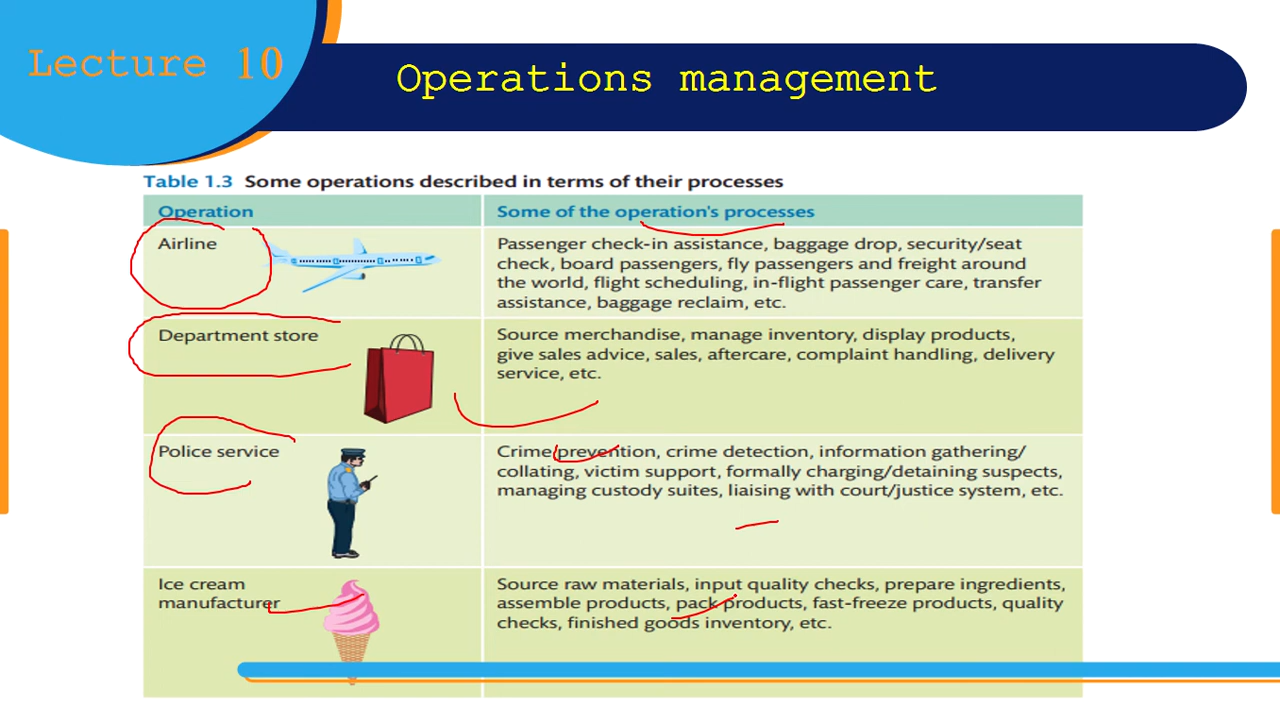 Lecture 10
Operations management
Table 1.3 Some operations described in terms of their processes
Operation
Some of the operation's processes
Airline
Passenger check-in assistance, baggage drop, security/seat
check, board passengers, fly passengers and freight around
the world, flight scheduling, in-flight passenger care, transfer
assistance, baggage reclaim, etc.
Department store
Source merchandise, manage inventory, display products,
give sales advice, sales, aftercare, complaint handling, delivery
service, etc.
Police service
Crime prevention, crime detection, information gathering/
collating, victim support, formally charging/detaining suspects,
managing custody suites, liaising with court/justice system, etc.
Ice cream
manufacturer
Source raw materials, input quality checks, prepare ingredients,
assemble products, pack products, fast-freeze products, quality
checks, finished goods inventory, etc.